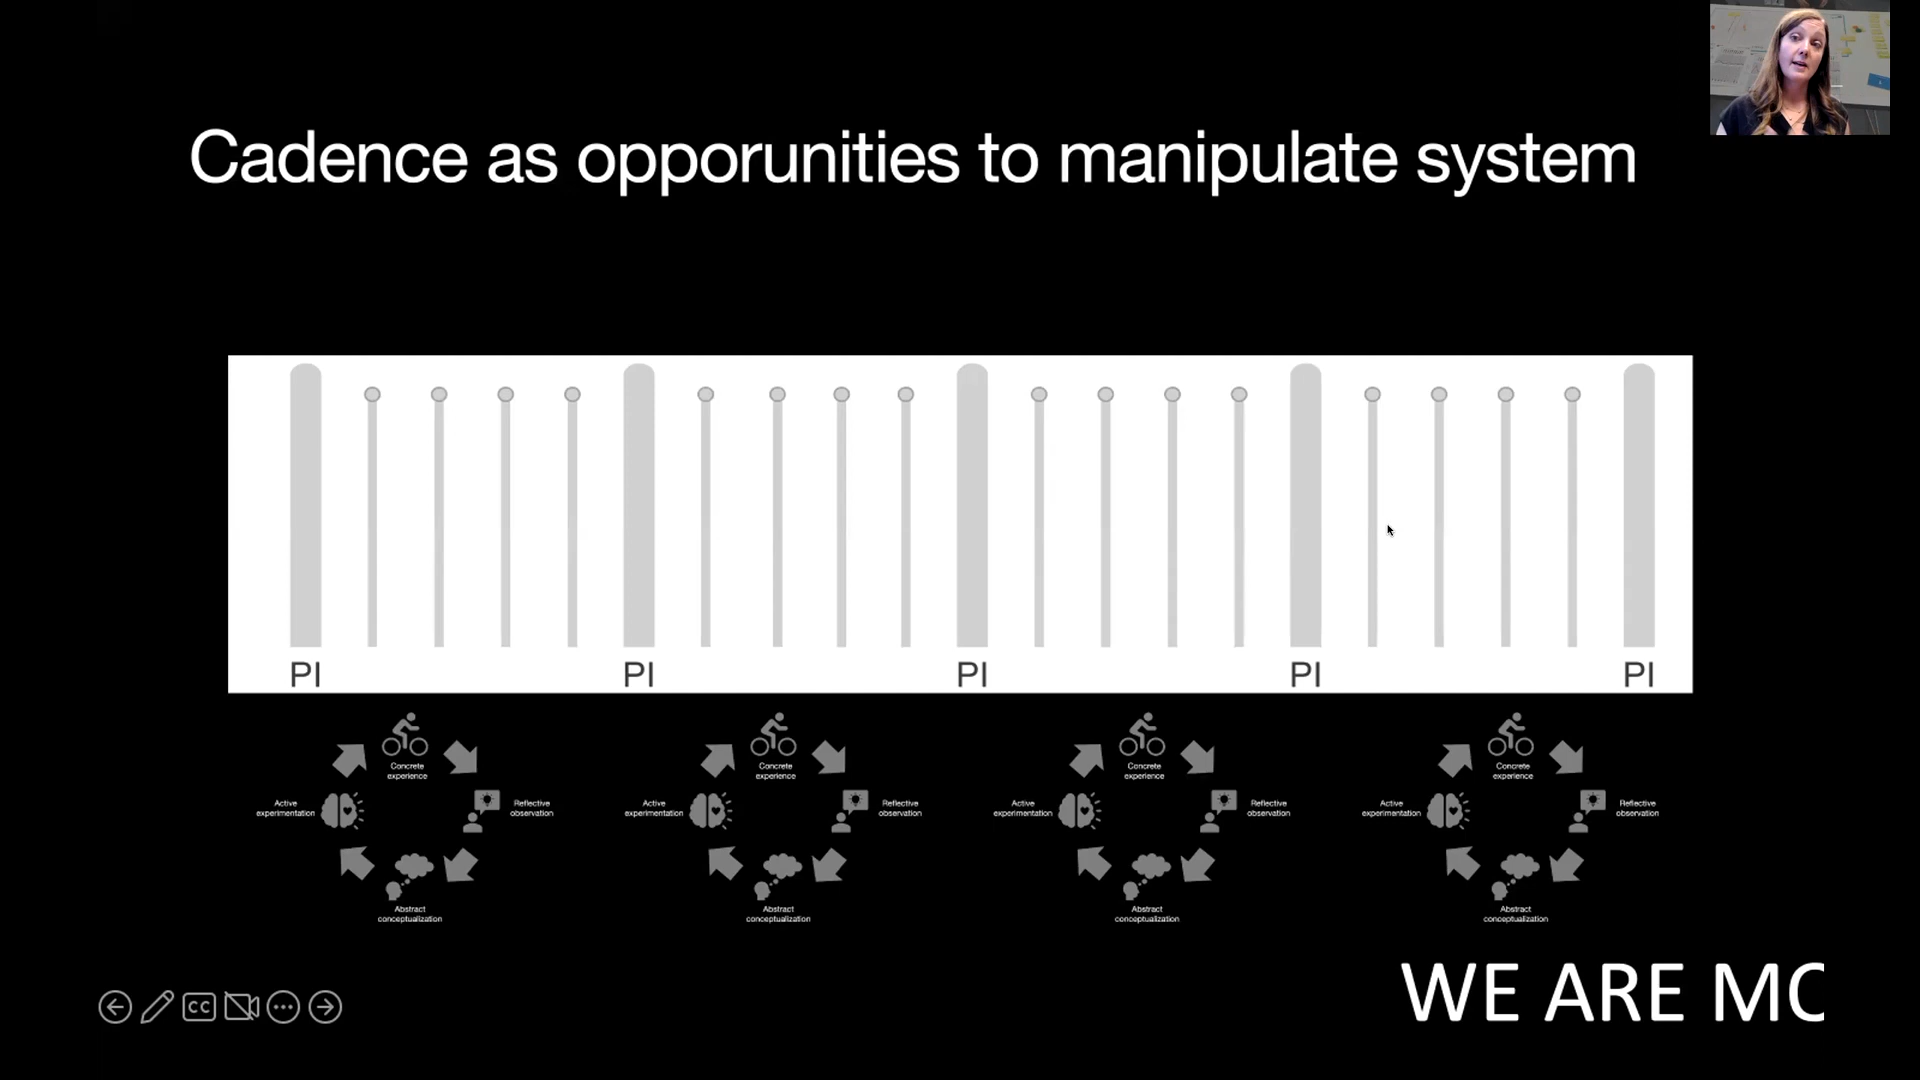 Cadence as opporunities to manipulate system
PI PI PI PI PI
Concrete
experience
Reflective
observation
Abstract
conceptualization
Active
experimentation
Concrete
experience
Reflective
observation
Abstract
conceptualization
Active
experimentation
Concrete
experience
Reflective
observation
Abstract
conceptualization
Active
experimentation
Concrete
experience
Reflective
observation
Abstract
conceptualization
Active
experimentation
CC
WE ARE MC